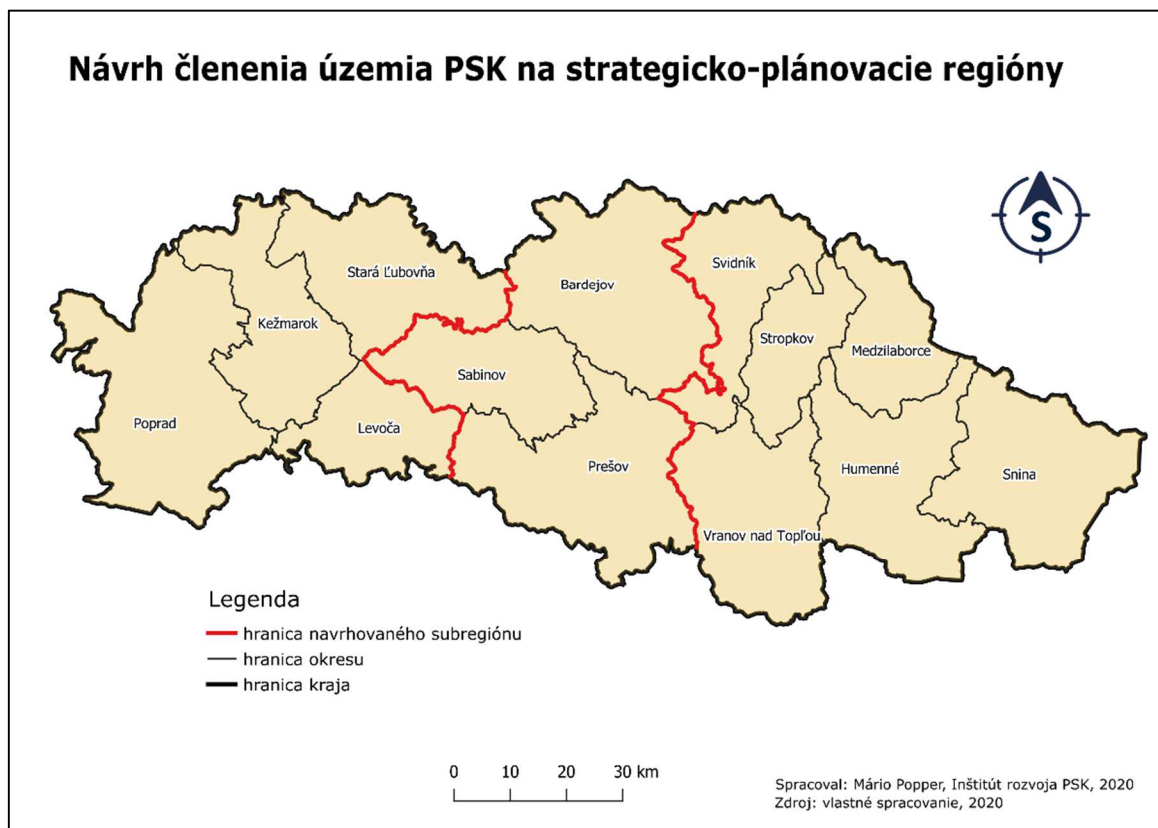 Návrh členenia územia PSK na strategicko-plánovacie regióny
S
Svidník
Stará Ľubovňa
Bardejov
Kežmarok
Stropkov
Medzilaborce
Sabinov
Poprad
Levoča
Prešov
Humenné
Snina
Vranov nad Topľou
Legenda
hranica navrhovaného subregiónu
hranica okresu
hranica kraja
0 10 20 30 km
Spracoval: Mário Popper, Inštitút rozvoja PSK, 2020
Zdroj: vlastné spracovanie, 2020